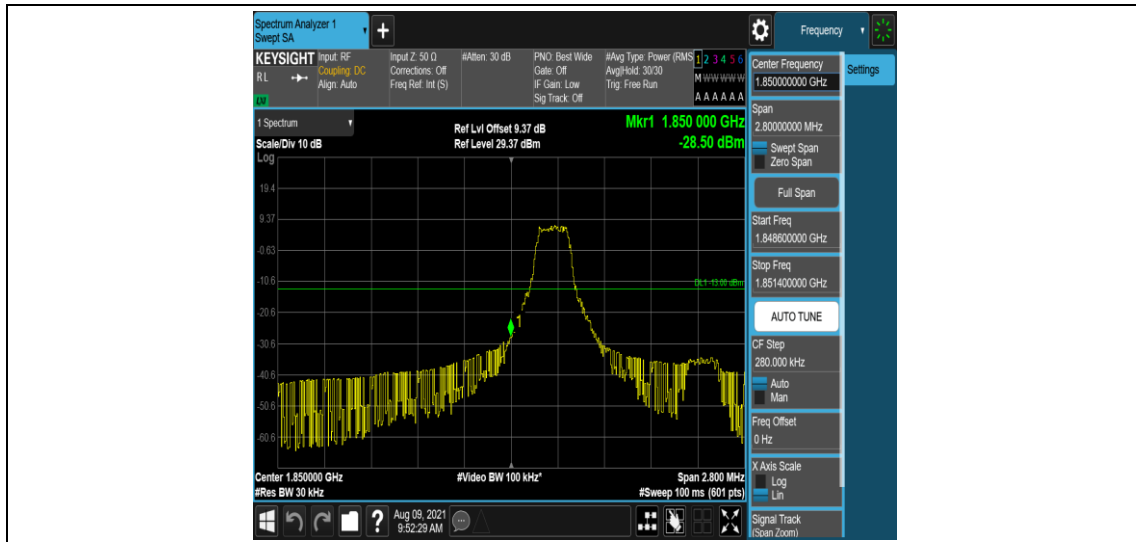 Spectrum Analyzer 1
Swept SA
+
Frequency
KEYSIGHT
RL
LXI
Input: RF
Coupling: DC
Align: Auto
Input Z: 50 Ω
Corrections: Off
Freq Ref: Int (S)
#Atten: 30 dB
PNO: Best Wide
Gate: Off
IF Gain: Low
Sig Track: Off
#Avg Type: Power (RMS
Avg|Hold: 30/30
Trig: Free Run
1 2 3 4 5 6
M W W W W W
A A A A A A
Settings
1 Spectrum
Scale/Div 10 dB
Log
Ref Lvl Offset 9.37 dB
Ref Level 29.37 dBm
Mkr1 1.850 000 GHz
-28.50 dBm
19.4
9.37
-0.63
-10.6
-20.6
-30.6
-40.6
-50.6
-60.6
DL1 -13.00 dBm
Center 1.850000 GHz
#Res BW 30 kHz
#Video BW 100 kHz*
Span 2.800 MHz
#Sweep 100 ms (601 pts)
Center Frequency
1.850000000 GHz
Span
2.80000000 MHz
Swept Span
Zero Span
Full Span
Start Freq
1.848600000 GHz
Stop Freq
1.851400000 GHz
AUTO TUNE
CF Step
280.000 kHz
Auto
Man
Freq Offset
0 Hz
X Axis Scale
Log
Lin
Signal Track
(Span Zoom)
?
Aug 09, 2021
9:52:29 AM